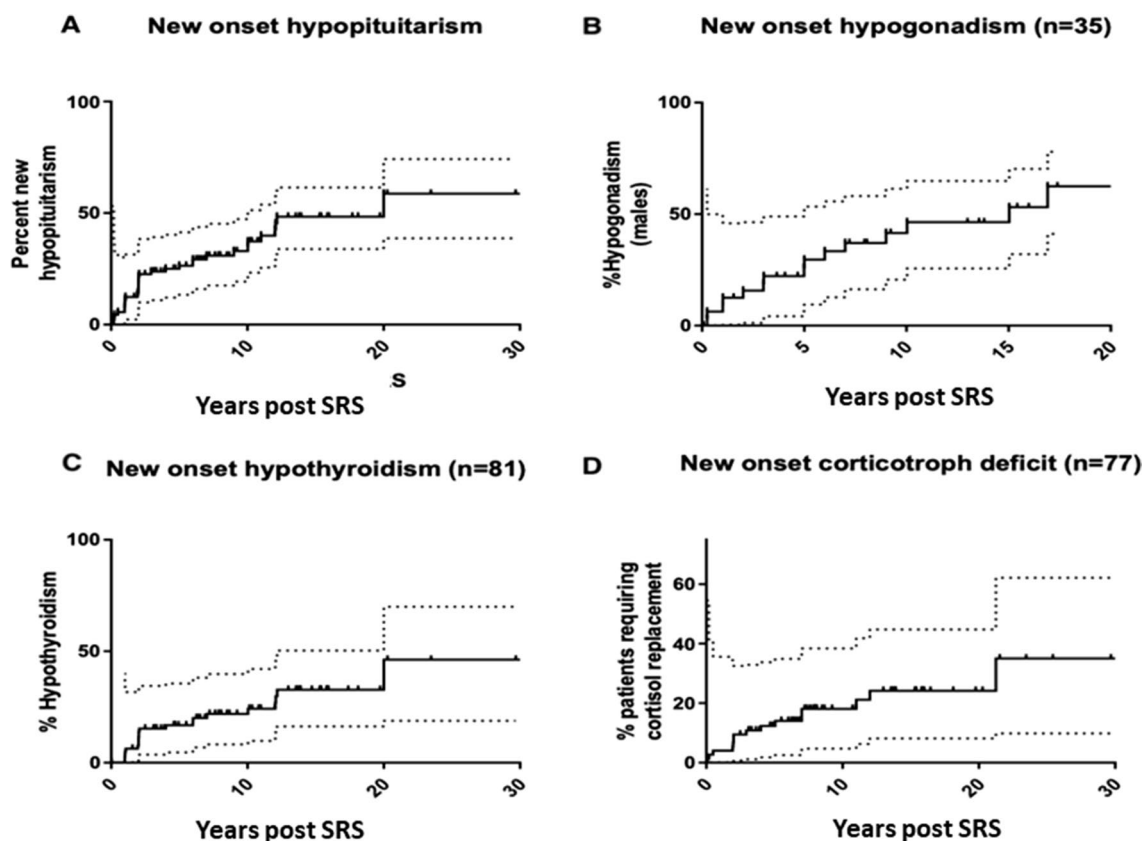 A New onset hypopituitarism
Percent new
hypopituitarism
100
50
0
0 10 20 30
s
Years post SRS
B New onset hypogonadism (n=35)
%Hypogonadism
(males)
100
50
0
0 5 10 15 20
Years post SRS
C New onset hypothyroidism (n=81)
% Hypothyroidism
100
50
0
0 10 20 30
Years post SRS
D New onset corticotroph deficit (n=77)
% patients requiring
cortisol replacement
60
40
20
0
0 10 20 30
Years post SRS